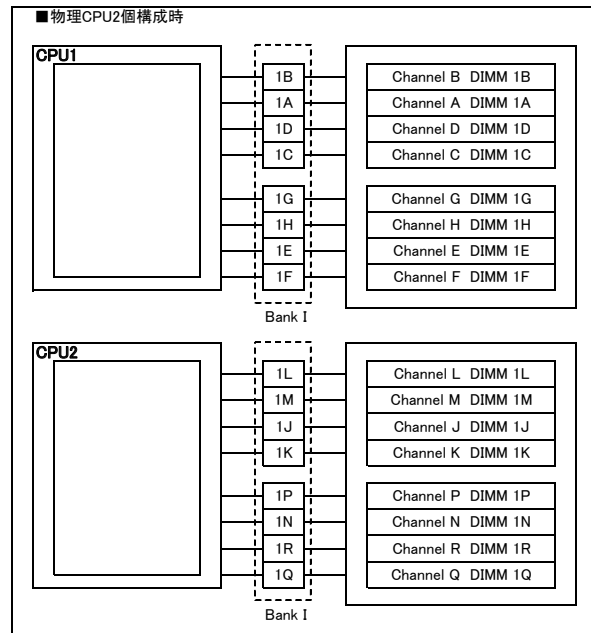 ■物理CPU2個構成時
CPU1
1B Channel B DIMM 1B
1A Channel A DIMM 1A
1D Channel D DIMM 1D
1C Channel C DIMM 1C
1G Channel G DIMM 1G
1H Channel H DIMM 1H
1E Channel E DIMM 1E
1F Channel F DIMM 1F
Bank I
CPU2
1L Channel L DIMM 1L
1M Channel M DIMM 1M
1J Channel J DIMM 1J
1K Channel K DIMM 1K
1P Channel P DIMM 1P
1N Channel N DIMM 1N
1R Channel R DIMM 1R
1Q Channel Q DIMM 1Q
Bank I